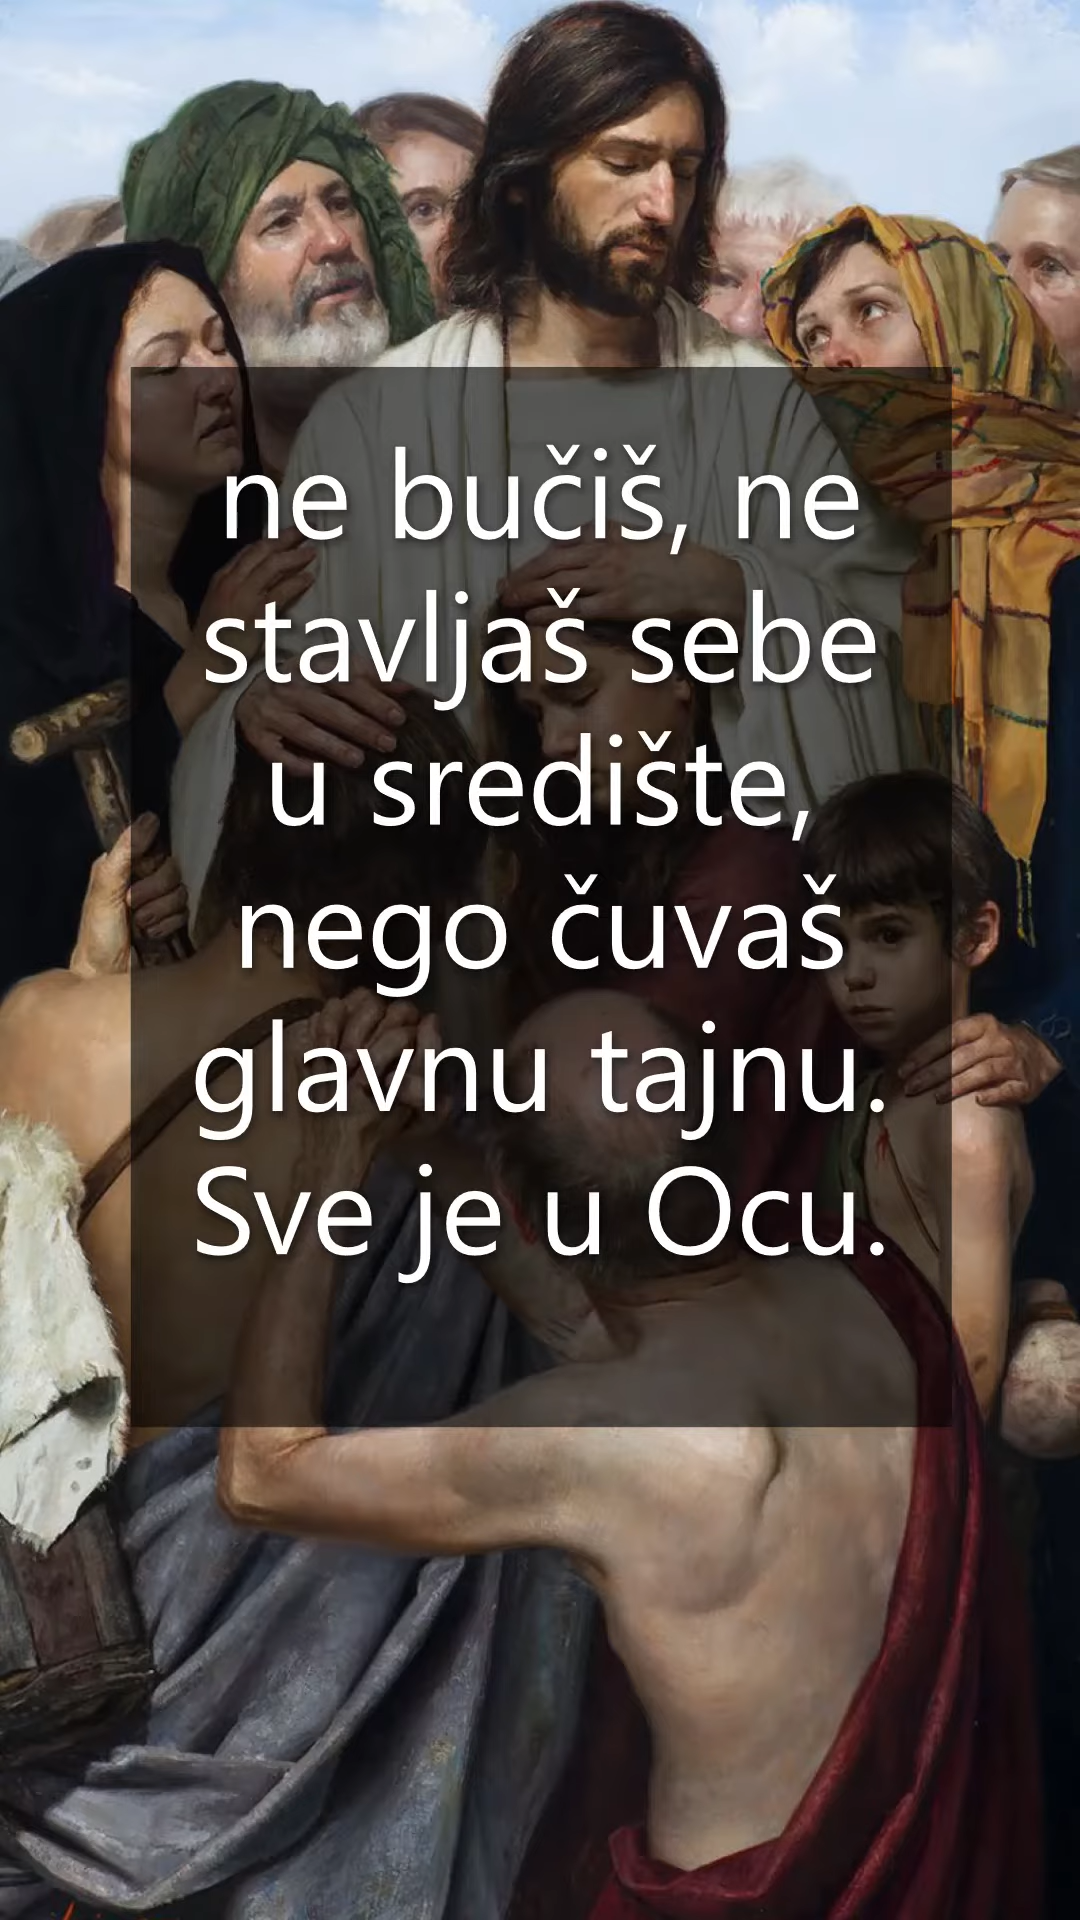 ne bučiš, ne
stavljaš sebe
u središte,
nego čuvaš
glavnu tajnu.
Sve je u Ocu.